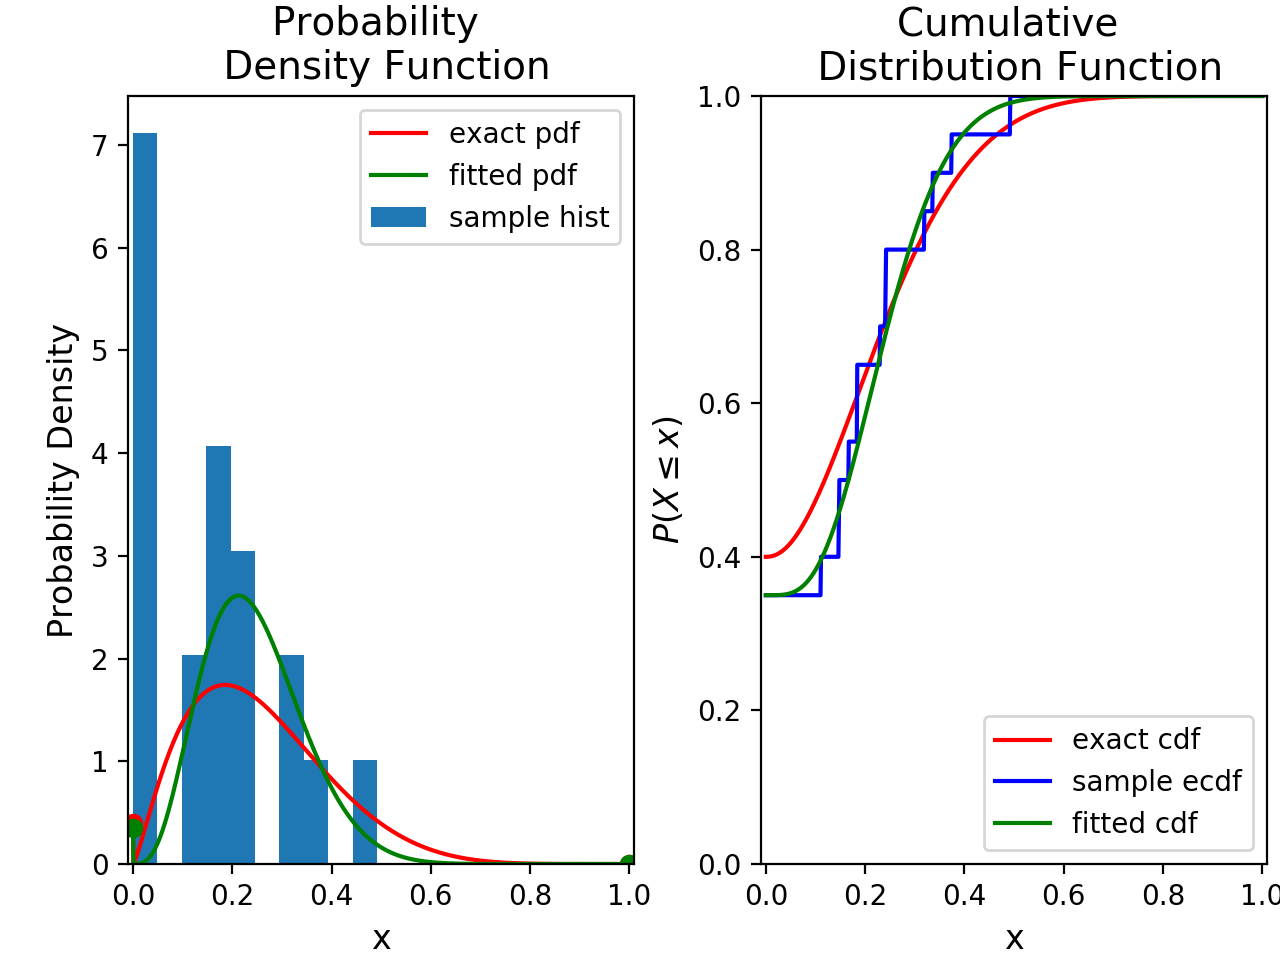 Probability
Density Function
exact pdf
fitted pdf
sample hist
Probability Density
7
6
5
4
3
2
1
0
0.0 0.2 0.4 0.6 0.8 1.0
x
Cumulative
Distribution Function
P(X ≤ x)
1.0
0.8
0.6
0.4
0.2
0.0
exact cdf
sample ecdf
fitted cdf
0.0 0.2 0.4 0.6 0.8 1.0
x